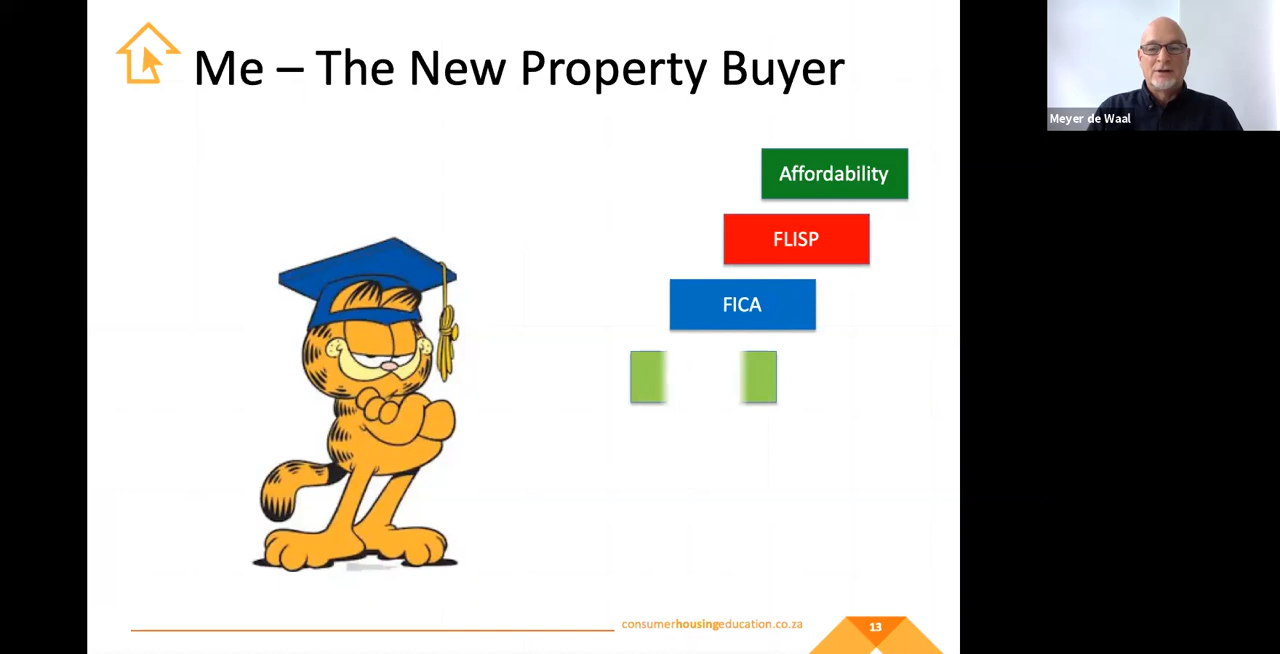 Me – The New Property Buyer
Meyer de Waal
Affordability
FLISP
FICA
consumerhousingeducation.co.za
13